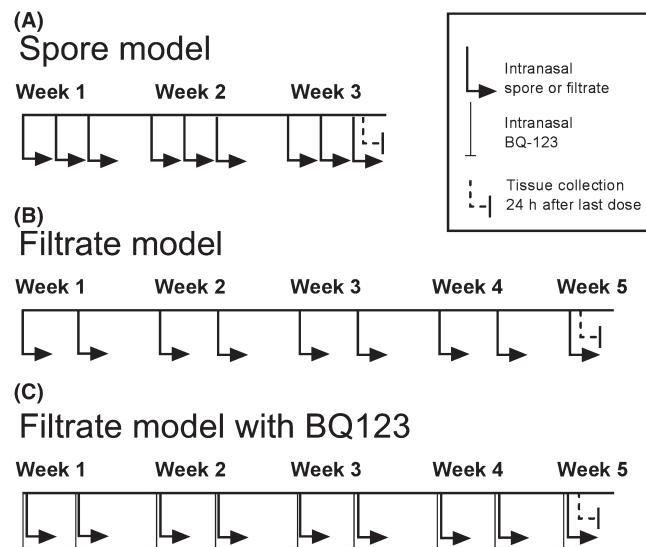 (A)
Spore model
Week 1 Week 2 Week 3
Intranasal
spore or filtrate
Intranasal
BQ-123
Tissue collection
24 h after last dose
(B)
Filtrate model
Week 1 Week 2 Week 3 Week 4 Week 5
(C)
Filtrate model with BQ123
Week 1 Week 2 Week 3 Week 4 Week 5